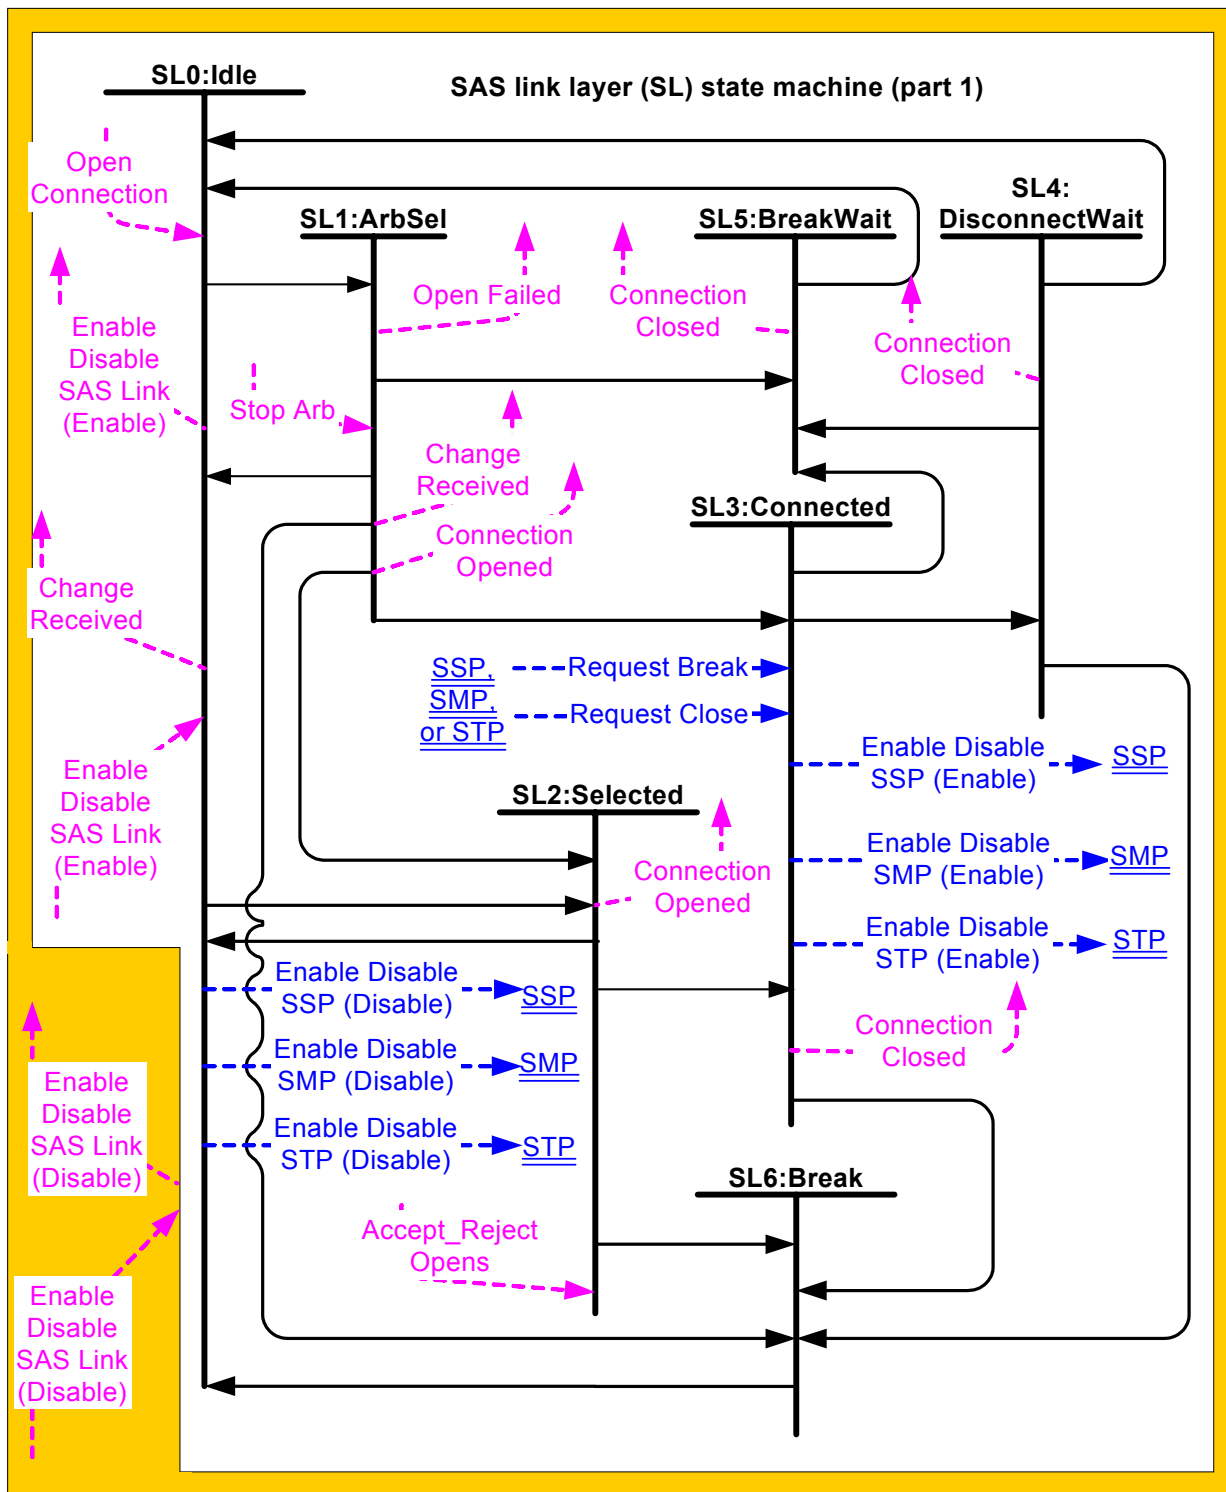 SAS link layer (SL) state machine (part 1)
SL0:Idle
Open
Connection
SL1:ArbSel
SL5:BreakWait
SL4:
DisconnectWait
Open Failed
Connection
Closed
Connection
Closed
Enable
Disable
SAS Link
(Enable)
Stop Arb
Change
Received
Connection
Opened
SL3:Connected
Change
Received
SSP,
SMP,
or STP
Request Break
Request Close
Enable Disable
SSP (Enable)
SSP
Enable
Disable
SAS Link
(Enable)
SL2:Selected
Connection
Opened
Enable Disable
SMP (Enable)
SMP
Enable Disable
STP (Enable)
STP
Enable Disable
SSP (Disable)
SSP
Connection
Closed
Enable Disable
SMP (Disable)
SMP
Enable
Disable
SAS Link
(Disable)
Enable Disable
STP (Disable)
STP
SL6:Break
Accept_Reject
Opens
Enable
Disable
SAS Link
(Disable)